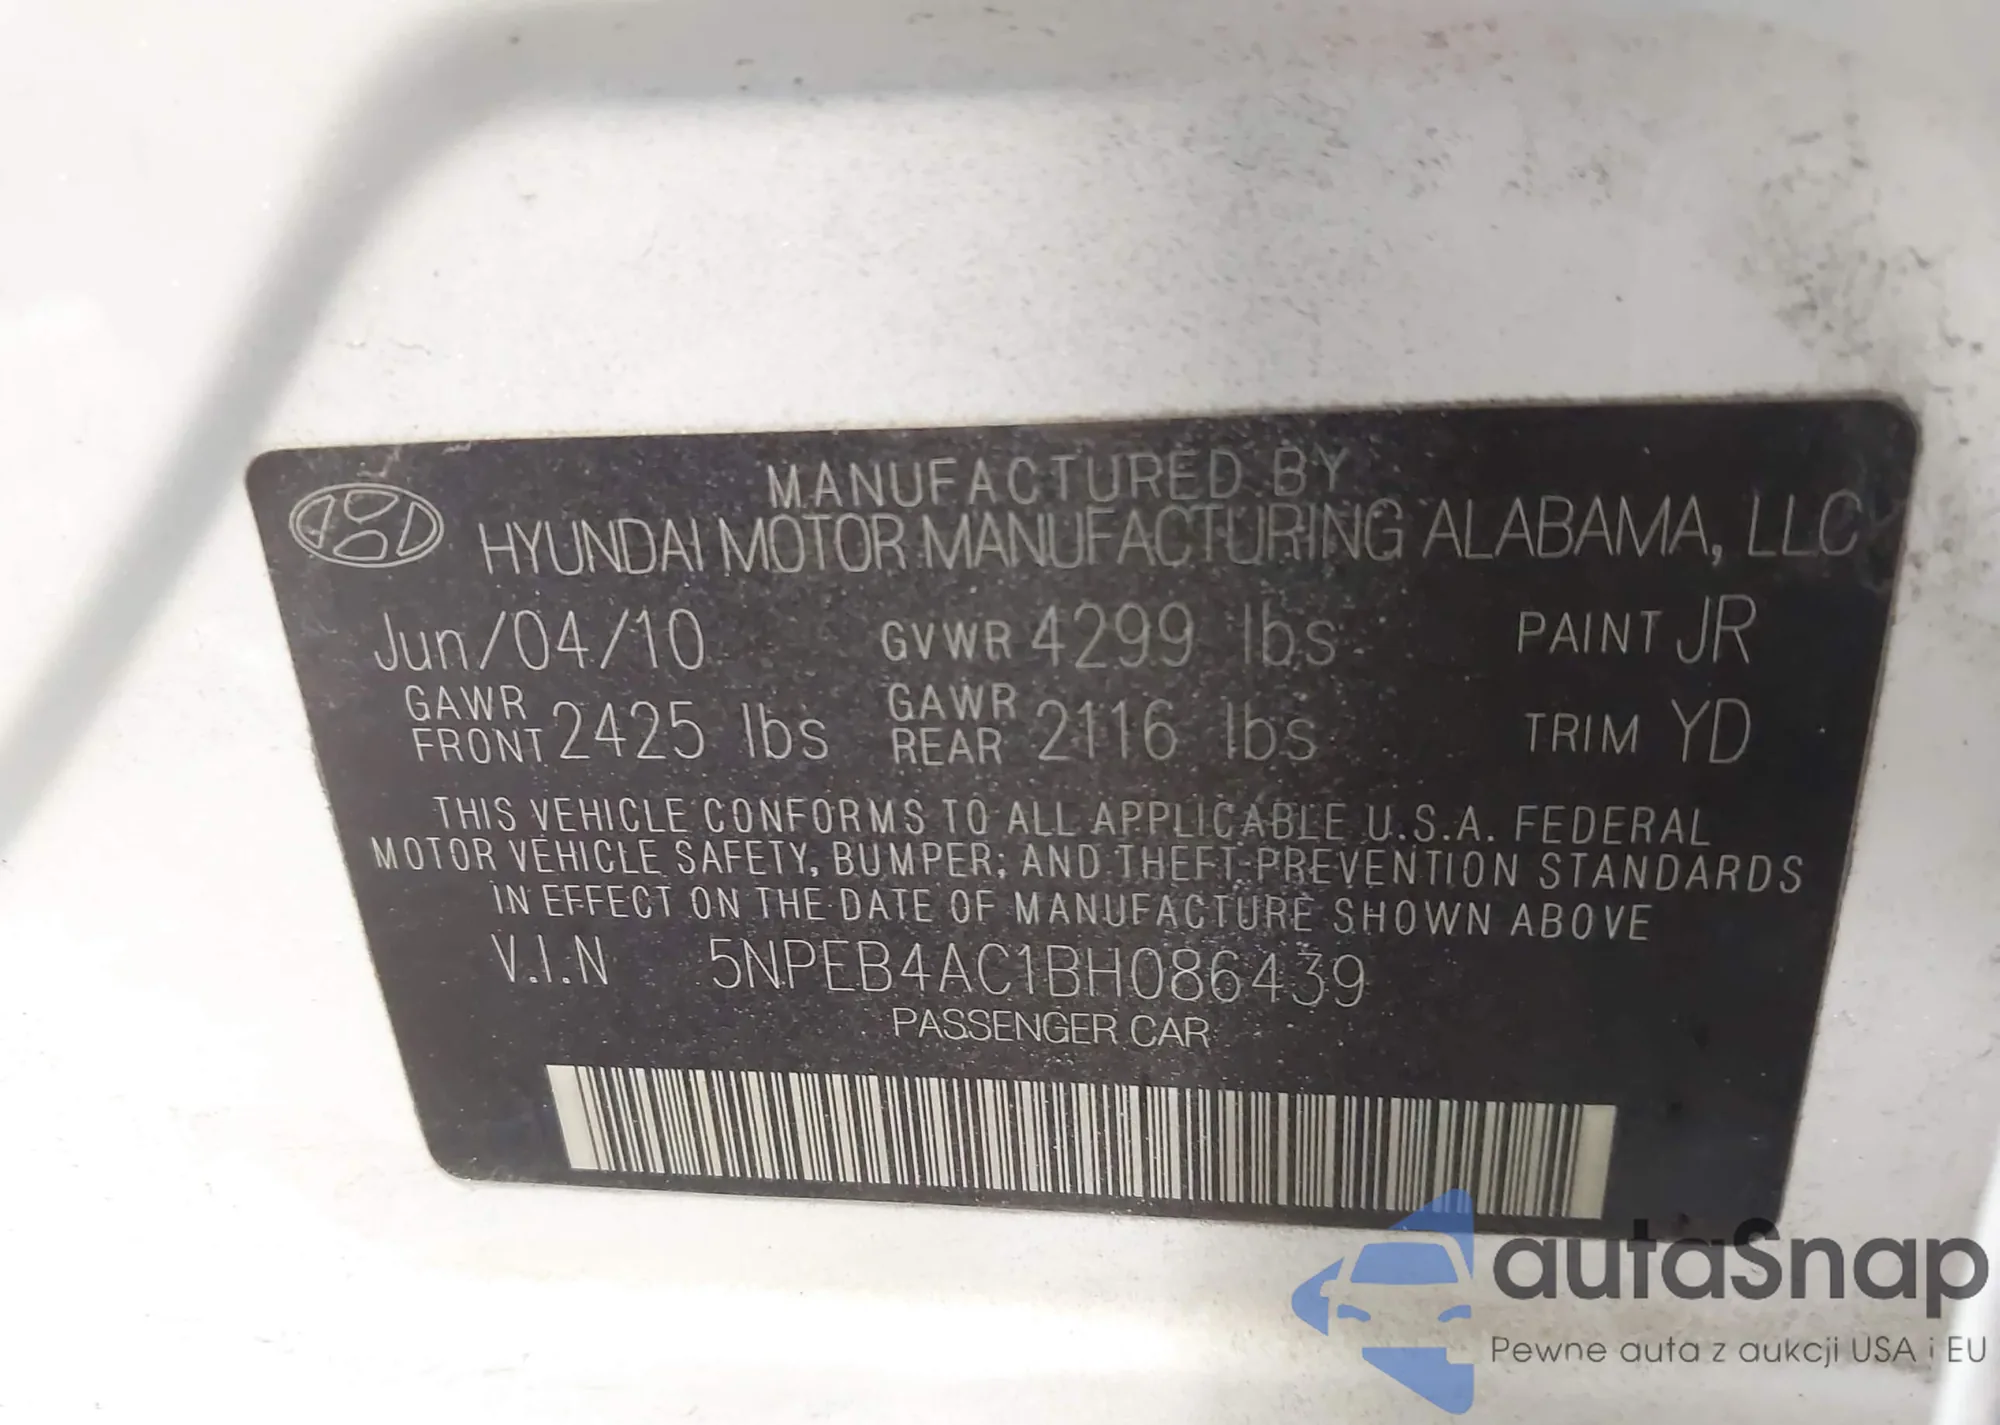 MANUFACTURED BY
HYUNDAI MOTOR MANUFACTURING ALABAMA, LLC
Jun/04/10 GVWR 4299 lbs PAINT JR
GAWR FRONT 2425 lbs GAWR REAR 2116 lbs TRIM YD
THIS VEHICLE CONFORMS TO ALL APPLICABLE U.S.A. FEDERAL
MOTOR VEHICLE SAFETY, BUMPER, AND THEFT PREVENTION STANDARDS
IN EFFECT ON THE DATE OF MANUFACTURE SHOWN ABOVE
V.I.N 5NPEB4AC1BH086439
PASSENGER CAR
autaSnap
Pewne auta z aukcji USA i EU